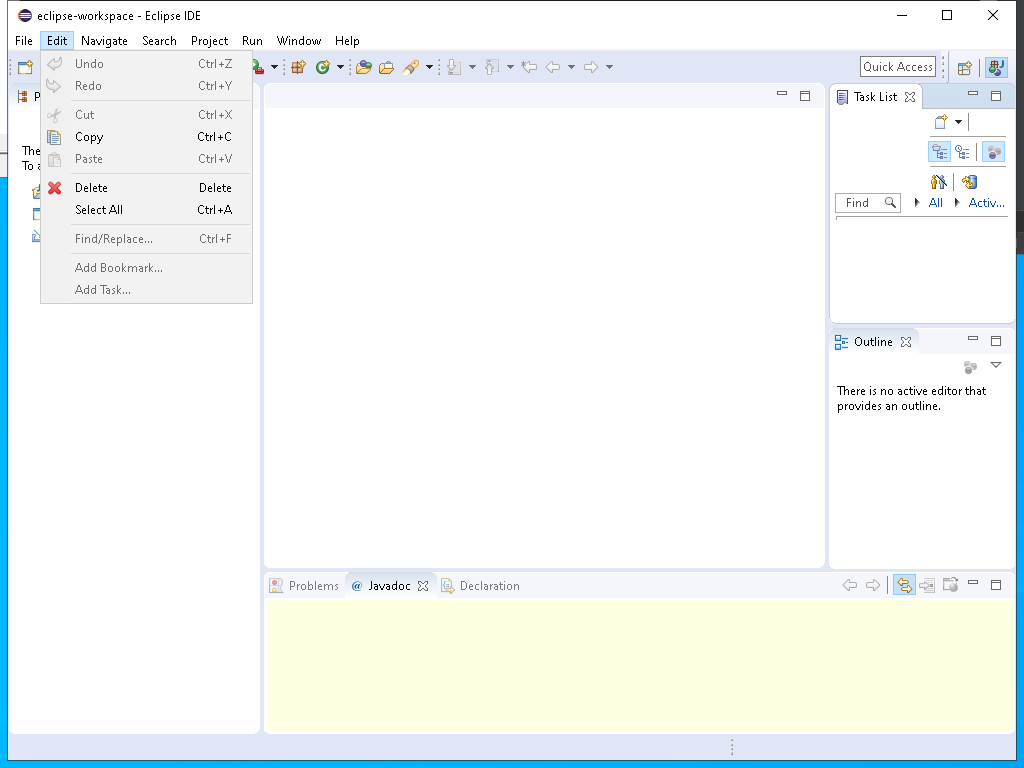 eclipse-workspace - Eclipse IDE
File Edit Navigate Search Project Run Window Help
Quick Access
Undo Ctrl+Z
Redo Ctrl+Y
Cut Ctrl+X
Copy Ctrl+C
Paste Ctrl+V
Delete Delete
Select All Ctrl+A
Find/Replace... Ctrl+F
Add Bookmark...
Add Task...
P
The
To a
Task List
Find All Activ...
Outline
There is no active editor that
provides an outline.
Problems @ Javadoc Declaration